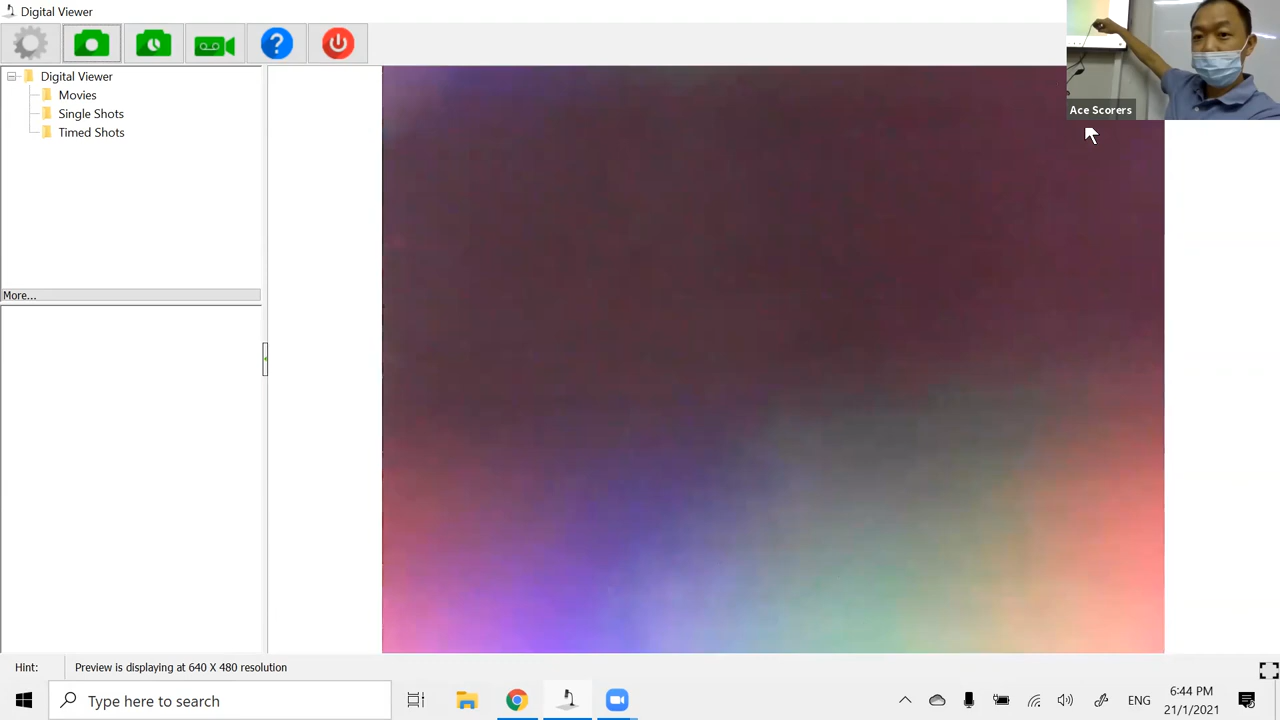 Digital Viewer
Digital Viewer
Movies
Single Shots
Timed Shots
More...
Ace Scorers
Hint:
Preview is displaying at 640 X 480 resolution
Type here to search
ENG
6:44 PM
21/1/2021